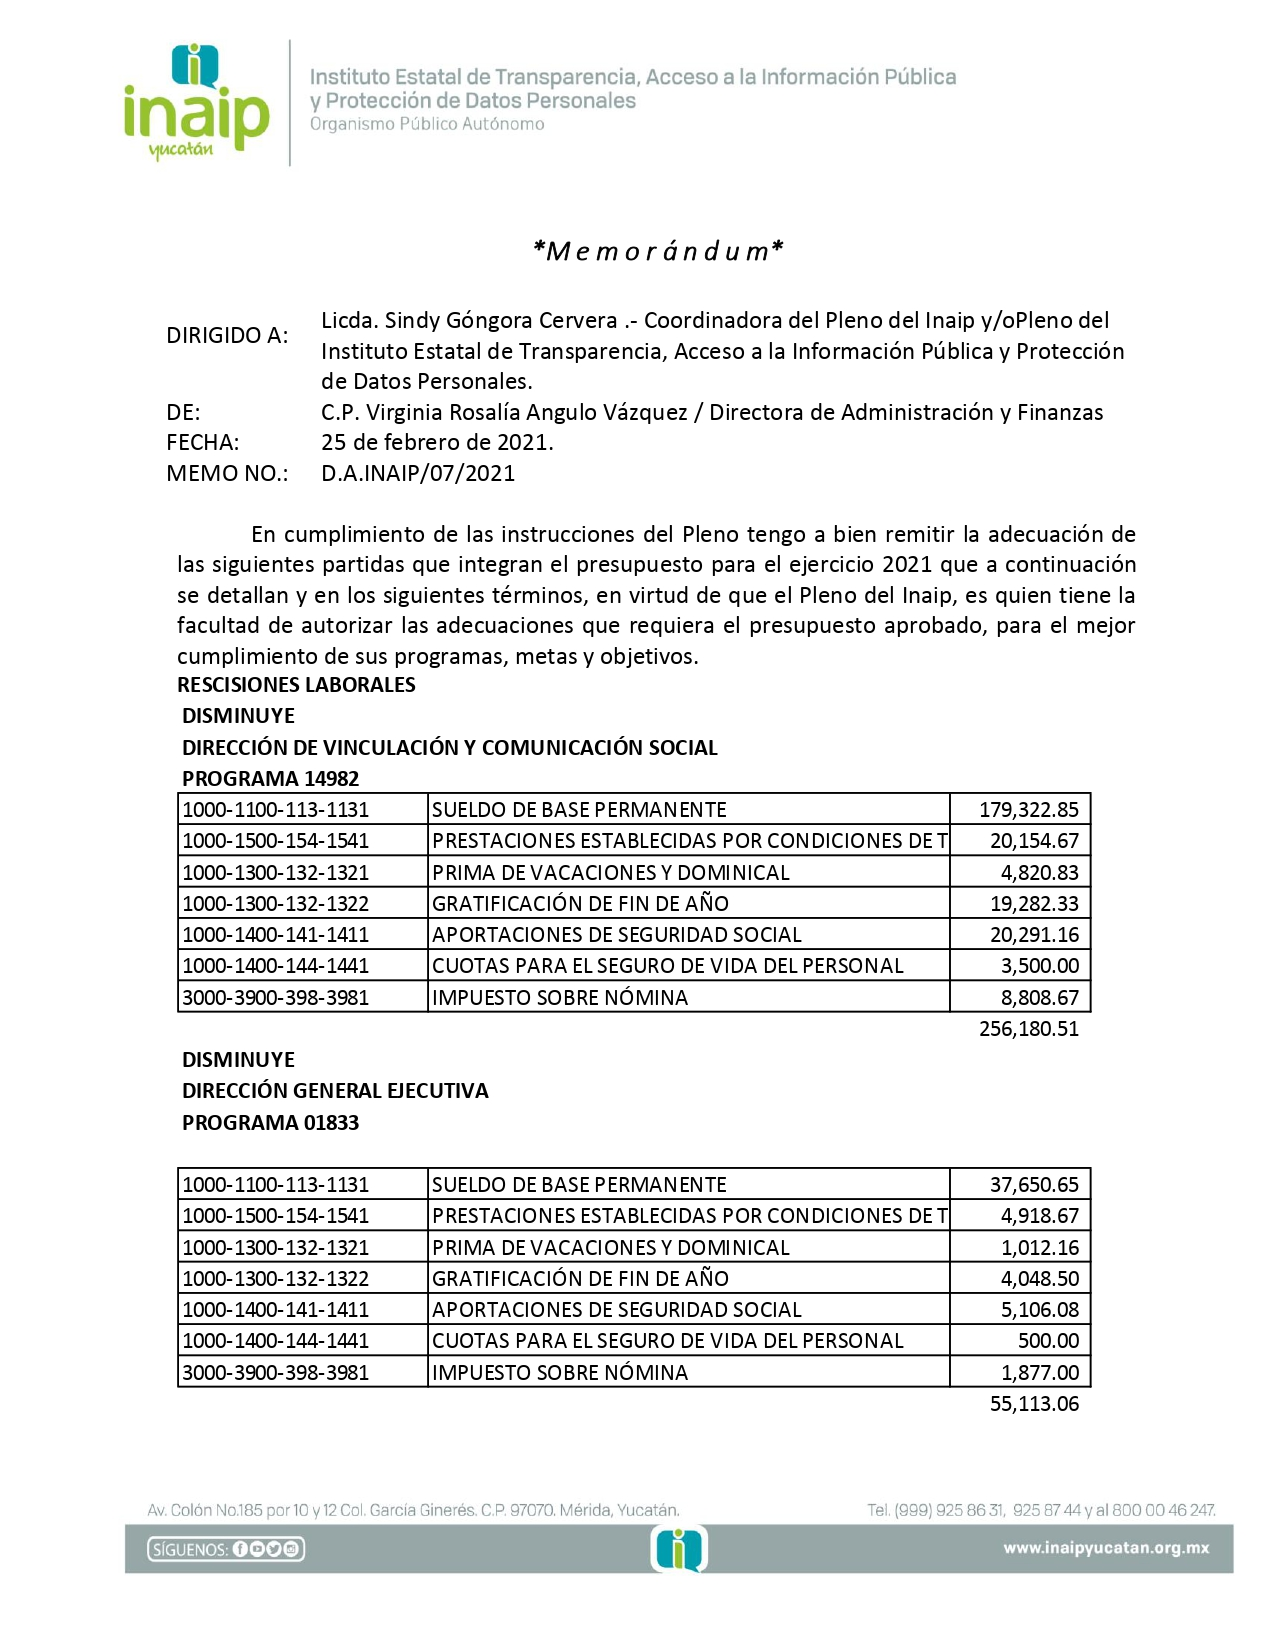 inaip
yucatán
Instituto Estatal de Transparencia, Acceso a la Información Pública
y Protección de Datos Personales
Organismo Público Autónomo
*Memorándum*
DIRIGIDO A: Licda. Sindy Góngora Cervera .- Coordinadora del Pleno del Inaip y/oPleno del
Instituto Estatal de Transparencia, Acceso a la Información Pública y Protección
de Datos Personales.
DE: C.P. Virginia Rosalía Angulo Vázquez / Directora de Administración y Finanzas
FECHA: 25 de febrero de 2021.
MEMO NO.: D.A.INAIP/07/2021
En cumplimiento de las instrucciones del Pleno tengo a bien remitir la adecuación de
las siguientes partidas que integran el presupuesto para el ejercicio 2021 que a continuación
se detallan y en los siguientes términos, en virtud de que el Pleno del Inaip, es quien tiene la
facultad de autorizar las adecuaciones que requiera el presupuesto aprobado, para el mejor
cumplimiento de sus programas, metas y objetivos.
RESCISIONES LABORALES
DISMINUYE
DIRECCIÓN DE VINCULACIÓN Y COMUNICACIÓN SOCIAL
PROGRAMA 14982
1000-1100-113-1131 SUELDO DE BASE PERMANENTE 179,322.85
1000-1500-154-1541 PRESTACIONES ESTABLECIDAS POR CONDICIONES DE T 20,154.67
1000-1300-132-1321 PRIMA DE VACACIONES Y DOMINICAL 4,820.83
1000-1300-132-1322 GRATIFICACIÓN DE FIN DE AÑO 19,282.33
1000-1400-141-1411 APORTACIONES DE SEGURIDAD SOCIAL 20,291.16
1000-1400-144-1441 CUOTAS PARA EL SEGURO DE VIDA DEL PERSONAL 3,500.00
3000-3900-398-3981 IMPUESTO SOBRE NÓMINA 8,808.67
256,180.51
DISMINUYE
DIRECCIÓN GENERAL EJECUTIVA
PROGRAMA 01833
1000-1100-113-1131 SUELDO DE BASE PERMANENTE 37,650.65
1000-1500-154-1541 PRESTACIONES ESTABLECIDAS POR CONDICIONES DE T 4,918.67
1000-1300-132-1321 PRIMA DE VACACIONES Y DOMINICAL 1,012.16
1000-1300-132-1322 GRATIFICACIÓN DE FIN DE AÑO 4,048.50
1000-1400-141-1411 APORTACIONES DE SEGURIDAD SOCIAL 5,106.08
1000-1400-144-1441 CUOTAS PARA EL SEGURO DE VIDA DEL PERSONAL 500.00
3000-3900-398-3981 IMPUESTO SOBRE NÓMINA 1,877.00
55,113.06
Av. Colón No.185 por 10 y 12 Col. García Ginerés. C.P. 97070. Mérida, Yucatán. Tel. (999) 925 86 31, 925 87 44 y al 800 00 46 247.
SÍGUENOS: www.inaipyucatan.org.mx